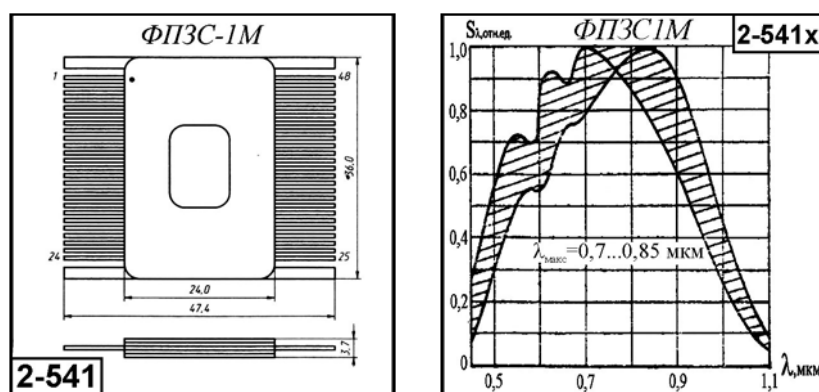 ФПЗС-1М
1
48
24
25
36,0
24,0
47,4
3,7
2-541
Sλ,отн.ед.
ФПЗС1М
2-541х
1,0
0,8
0,6
0,4
0,2
0
λмакс=0,7...0,85 мкм
0,5 0,7 0,9 1,1
λ,мкм